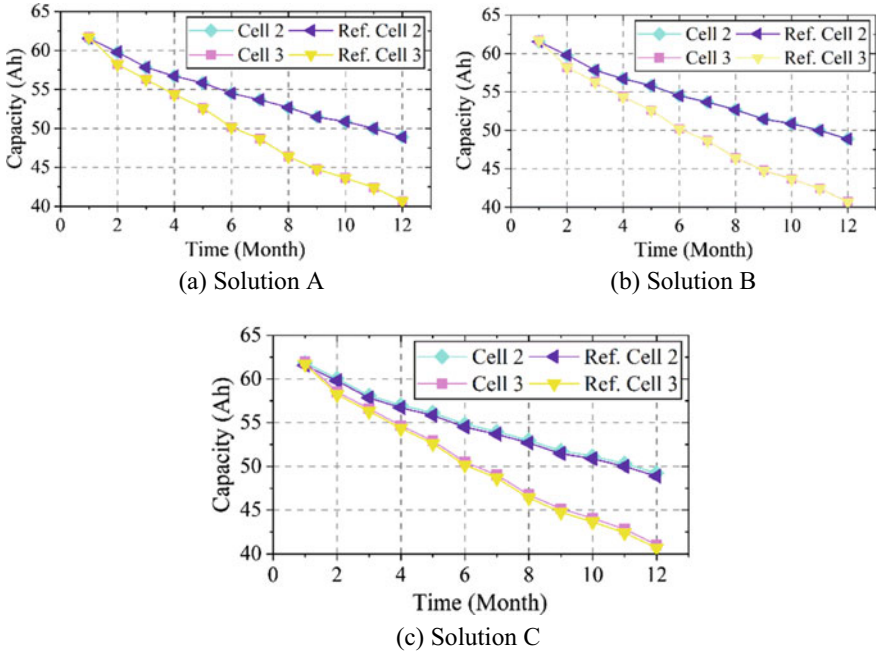 65
60
55
50
45
40
0 2 4 6 8 10 12
Capacity (Ah)
Time (Month)
Cell 2 Ref. Cell 2
Cell 3 Ref. Cell 3
(a) Solution A
65
60
55
50
45
40
0 2 4 6 8 10 12
Capacity (Ah)
Time (Month)
Cell 2 Ref. Cell 2
Cell 3 Ref. Cell 3
(b) Solution B
65
60
55
50
45
40
0 2 4 6 8 10 12
Capacity (Ah)
Time (Month)
Cell 2 Ref. Cell 2
Cell 3 Ref. Cell 3
(c) Solution C